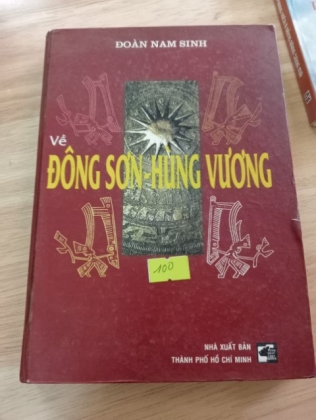 ĐOÀN NAM SINH
Về
ĐÔNG SƠN-HÙNG VƯƠNG
100
NHÀ XUẤT BẢN
THÀNH PHỐ HỒ CHÍ MINH